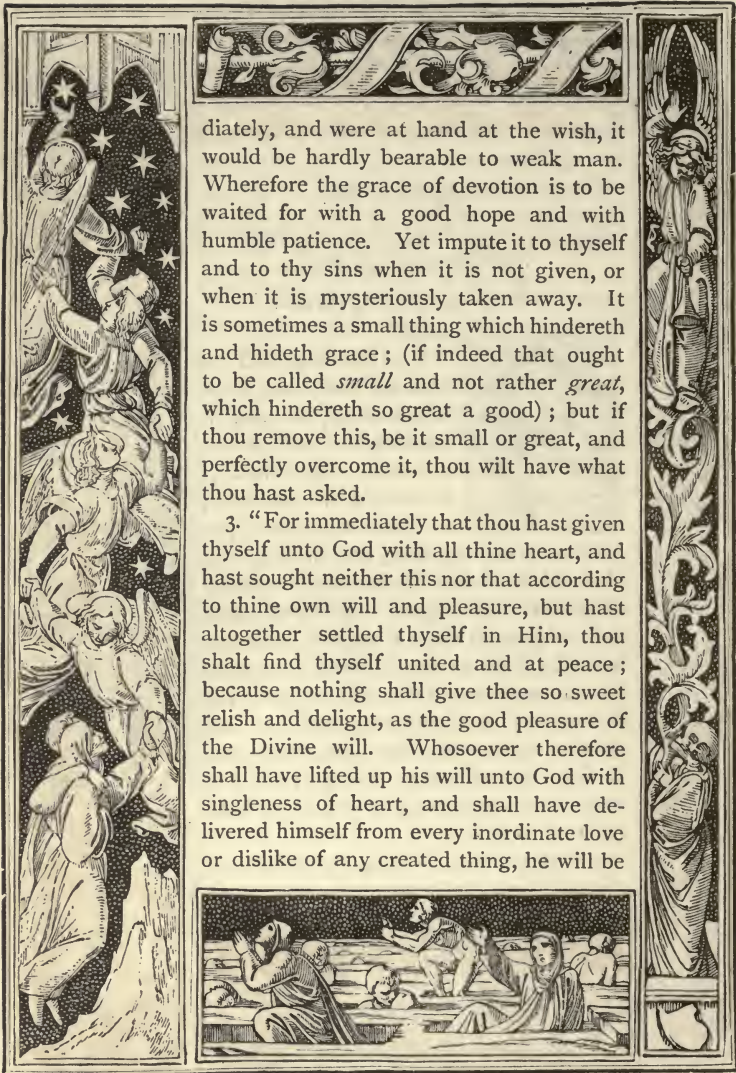 diately, and were at hand at the wish, it
would be hardly bearable to weak man.
Wherefore the grace of devotion is to be
waited for with a good hope and with
humble patience. Yet impute it to thyself
and to thy sins when it is not given, or
when it is mysteriously taken away. It
is sometimes a small thing which hindereth
and hideth grace ; (if indeed that ought
to be called small and not rather great,
which hindereth so great a good) ; but if
thou remove this, be it small or great, and
perfectly overcome it, thou wilt have what
thou hast asked.
3. “For immediately that thou hast given
thyself unto God with all thine heart, and
hast sought neither this nor that according
to thine own will and pleasure, but hast
altogether settled thyself in Him, thou
shalt find thyself united and at peace ;
because nothing shall give thee so sweet
relish and delight, as the good pleasure of
the Divine will. Whosoever therefore
shall have lifted up his will unto God with
singleness of heart, and shall have de-
livered himself from every inordinate love
or dislike of any created thing, he will be